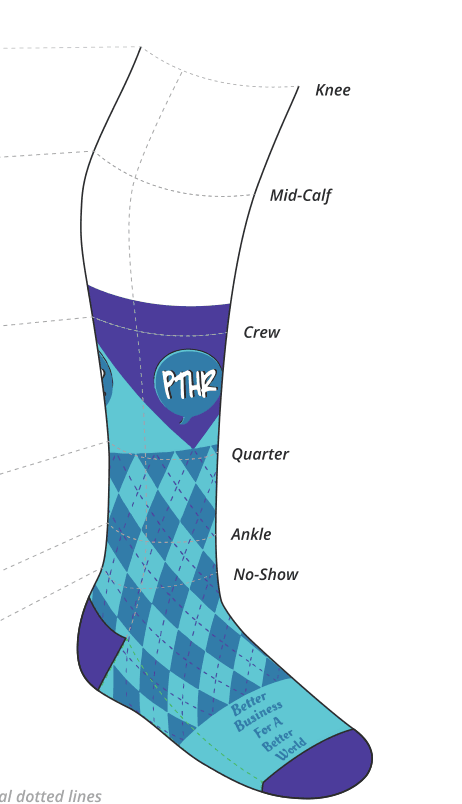 Knee
Mid-Calf
Crew
PTHR
Quarter
Ankle
No-Show
Better
Business
For A
Better
World
al dotted lines